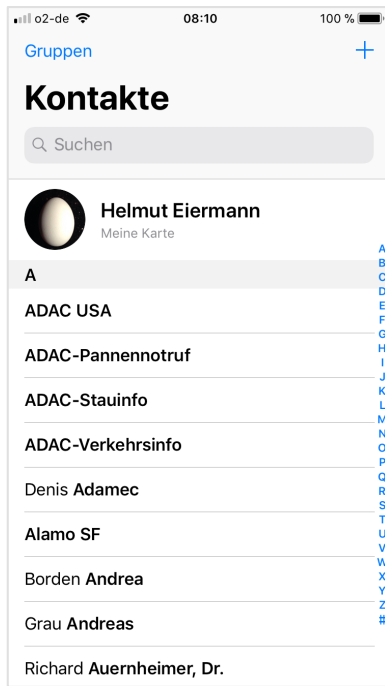 o2-de 08:10 100 %
Gruppen +
Kontakte
Suchen
Helmut Eiermann
Meine Karte
A
ADAC USA
ADAC-Pannennotruf
ADAC-Stauinfo
ADAC-Verkehrsinfo
Denis Adamec
Alamo SF
Borden Andrea
Grau Andreas
Richard Auernheimer, Dr.
A
B
C
D
E
F
G
H
I
J
K
L
M
N
O
P
Q
R
S
T
U
V
W
X
Y
Z
#